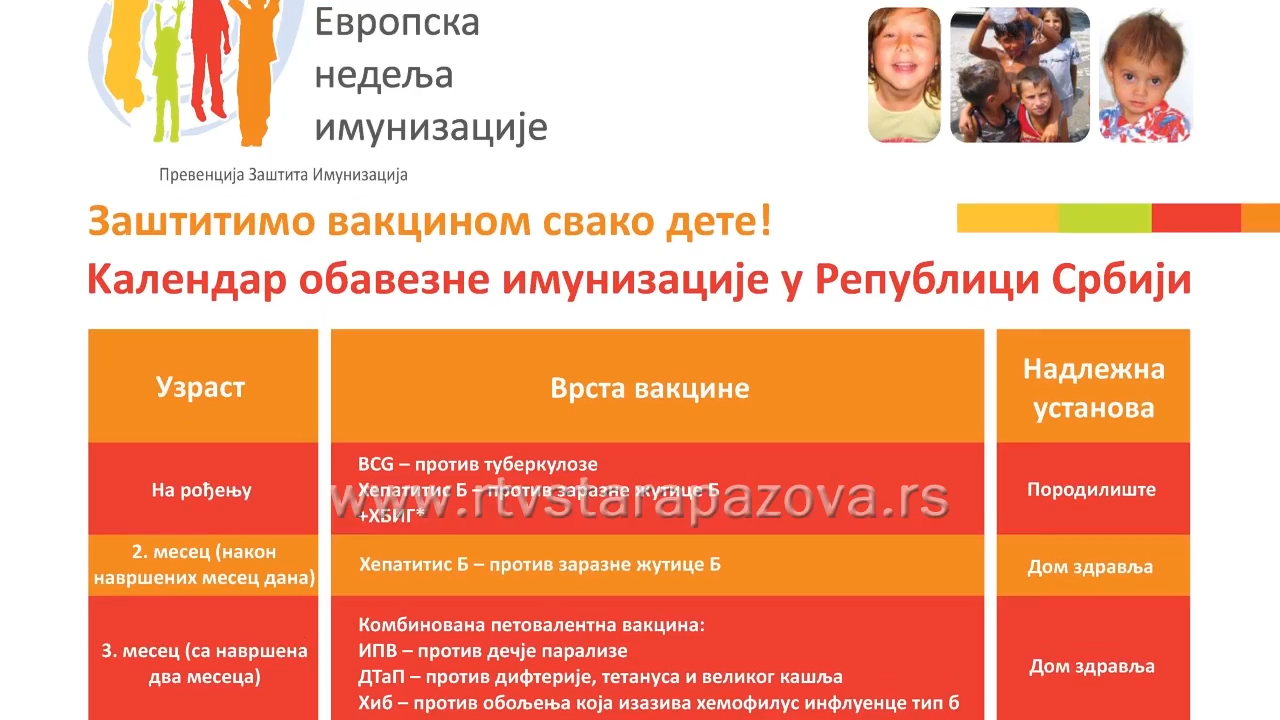 Европска
недеља
имунизације
Превенција Заштита Имунизација
Заштитимо вакцином свако дете!
Календар обавезне имунизације у Републици Србији
Узраст
Врста вакцине
Надлежна
установа
На рођењу
BCG – против туберкулозе
Хепатитис Б – против заразне жутице Б
+ХБИГ*
Породилиште
www.rtvstarapazova.rs
2. месец (након
навршених месец дана)
Хепатитис Б – против заразне жутице Б
Дом здравља
3. месец (са навршена
два месеца)
Комбинована петовалентна вакцина:
ИПВ – против дечје парализе
ДТаП – против дифтерије, тетануса и великог кашља
Хиб – против обољења која изазива хемофилус инфлуенце тип б
Дом здравља